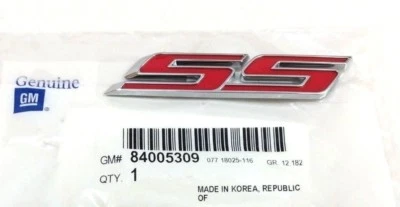 SS
Genuine
GM
GM# 84005309 077 18025-116 GR 12.182
QTY. 1
MADE IN KOREA, REPUBLIC
OF